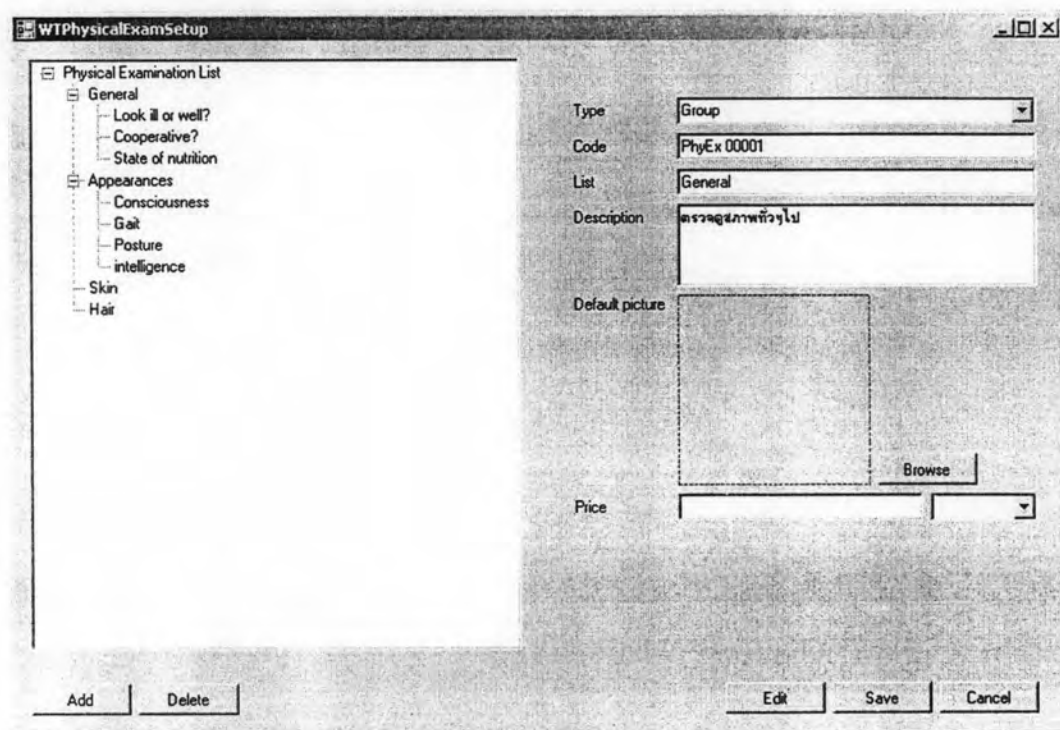 WTPhysicalExamSetup
Physical Examination List
General
Look ill or well?
Cooperative?
State of nutrition
Appearances
Consciousness
Gait
Posture
intelligence
Skin
Hair
Type Group
Code PhyEx 00001
List General
Description ตรวจดูสภาพทั่วๆไป
Default picture
Browse
Price
Add Delete Edit Save Cancel